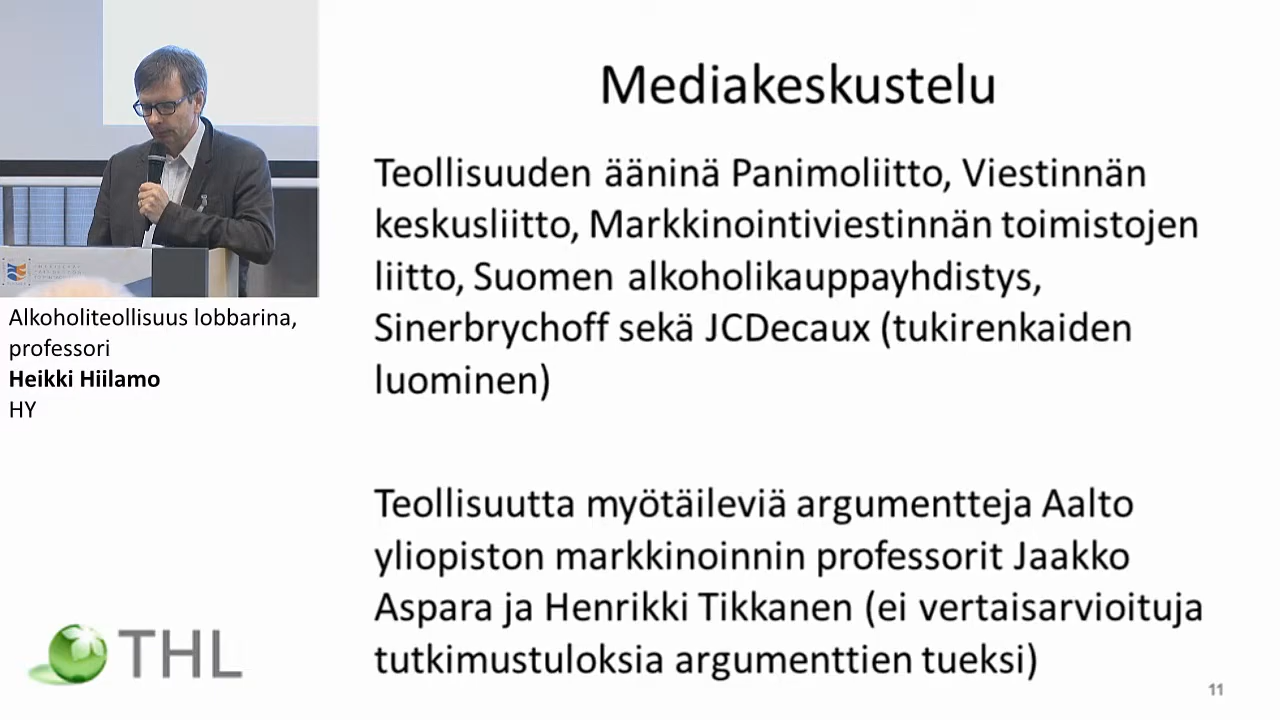 Mediakeskustelu
Teollisuuden ääninä Panimoliitto, Viestinnän
keskusliitto, Markkinointiviestinnän toimistojen
liitto, Suomen alkoholikauppayhdistys,
Sinerbrychoff sekä JCDecaux (tukirenkaiden
luominen)
Teollisuutta myötäileviä argumentteja Aalto
yliopiston markkinoinnin professorit Jaakko
Aspara ja Henrikki Tikkanen (ei vertaisarvioituja
tutkimustuloksia argumenttien tueksi)
Alkoholiteollisuus lobbarina,
professori
Heikki Hiilamo
HY
THL
11